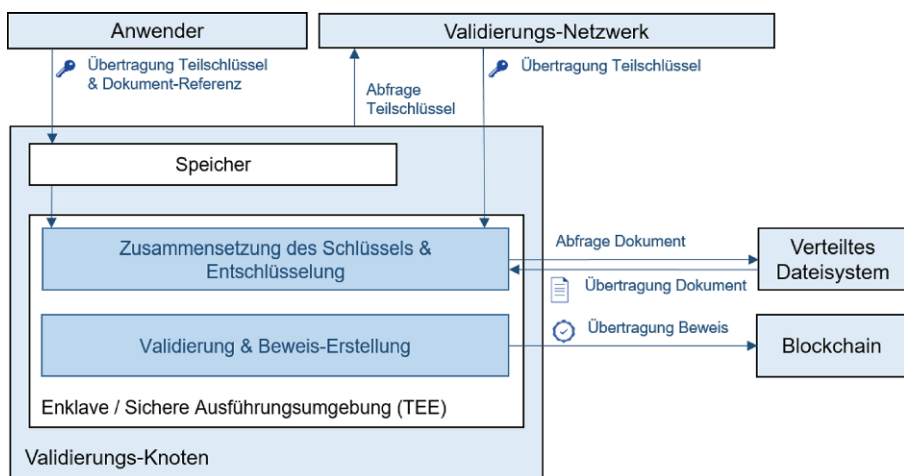 Anwender
Validierungs-Netzwerk
Übertragung Teilschlüssel
& Dokument-Referenz
Abfrage
Teilschlüssel
Übertragung Teilschlüssel
Speicher
Zusammensetzung des Schlüssels &
Entschlüsselung
Abfrage Dokument
Übertragung Dokument
Verteiltes
Dateisystem
Validierung & Beweis-Erstellung
Übertragung Beweis
Blockchain
Enklave / Sichere Ausführungsumgebung (TEE)
Validierungs-Knoten